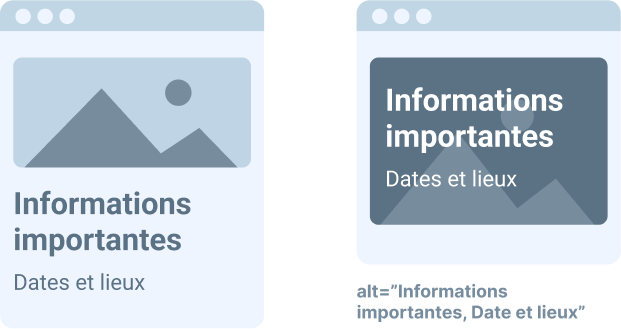 Informations
importantes
Dates et lieux
Informations
importantes
Dates et lieux
alt=”Informations
importantes, Date et lieux”